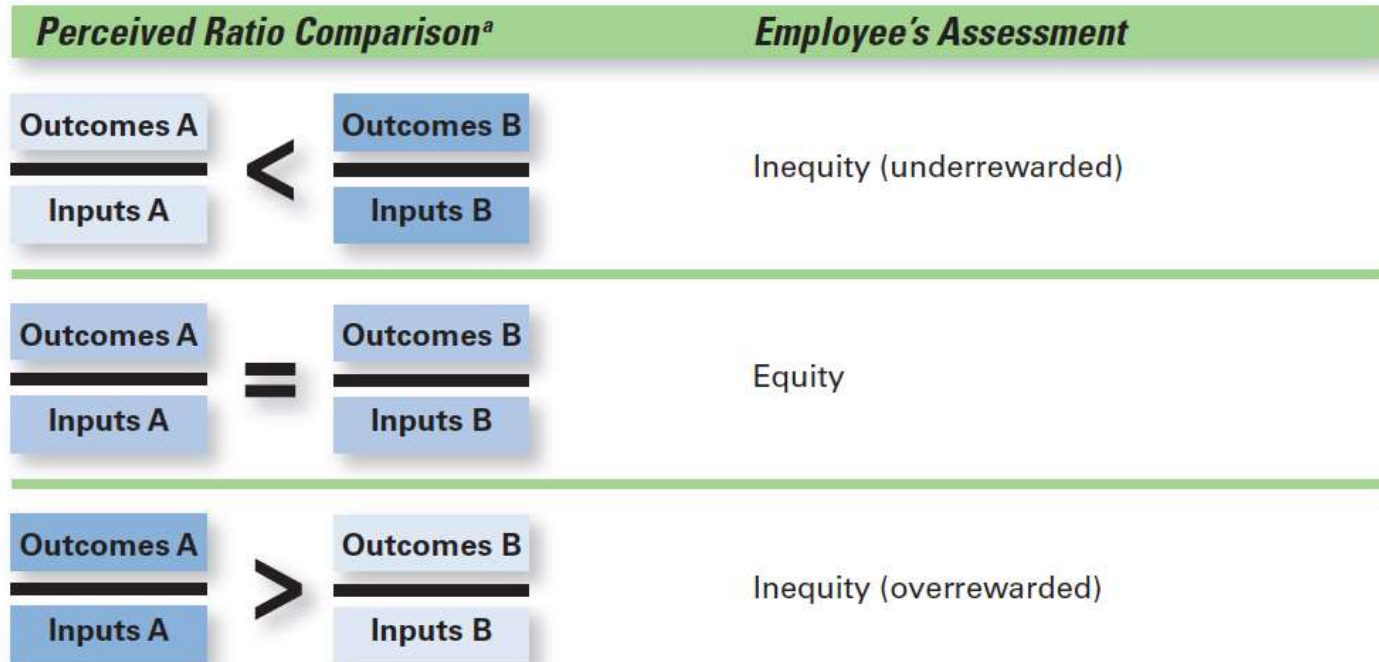 Perceived Ratio Comparisonᵃ Employee's Assessment
Outcomes A < Outcomes B
Inequity (underrewarded)
Inputs A Inputs B
Outcomes A = Outcomes B
Equity
Inputs A Inputs B
Outcomes A > Outcomes B
Inequity (overrewarded)
Inputs A Inputs B